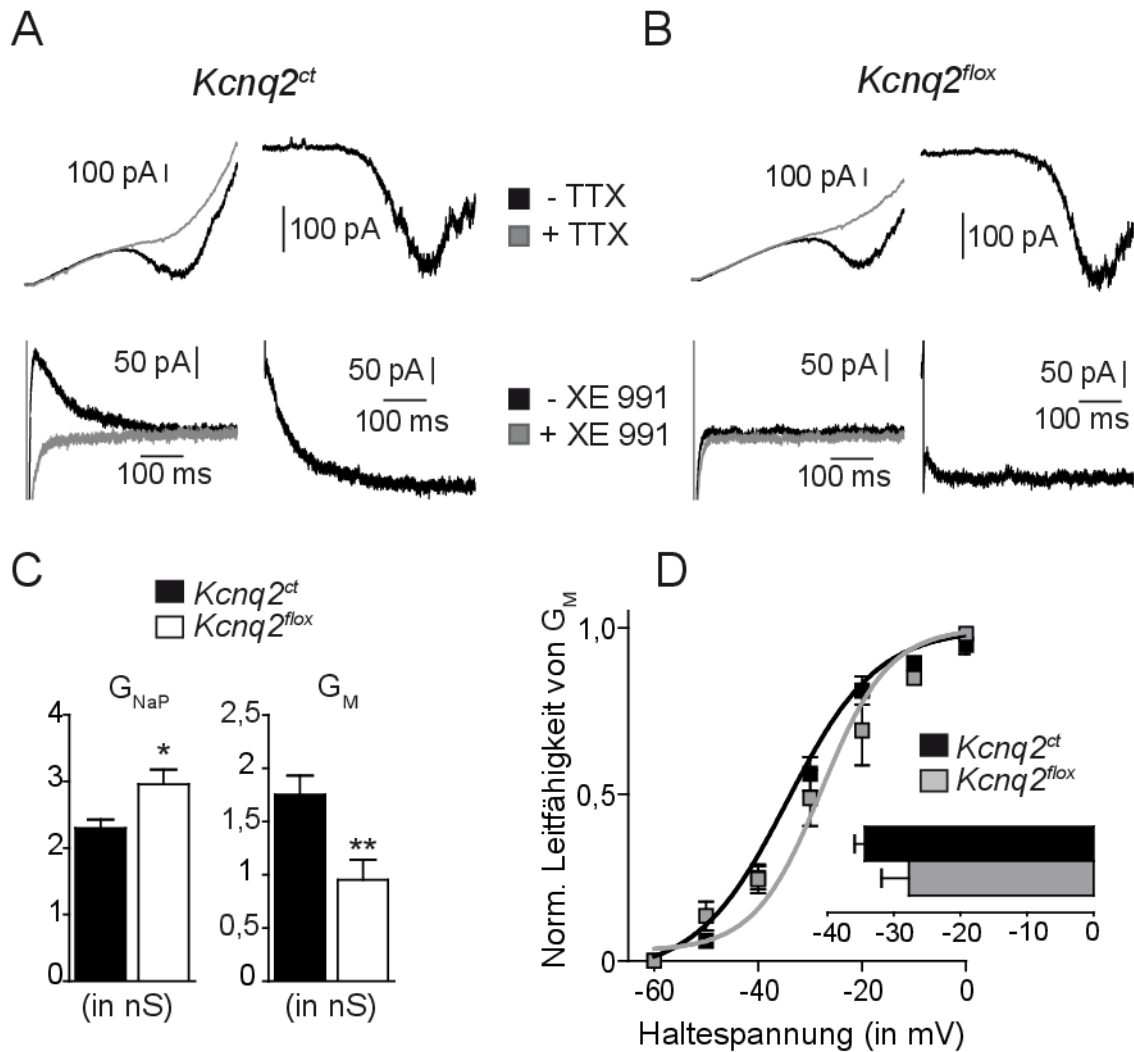 A
B
Kcnq2ct
Kcnq2flox
100 pA
100 pA
- TTX
+ TTX
100 pA
100 pA
50 pA
100 ms
50 pA
100 ms
- XE 991
+ XE 991
50 pA
100 ms
50 pA
100 ms
C
Kcnq2ct
Kcnq2flox
GNaP
4
3
2
1
0
*
(in nS)
GM
2,5
2
1,5
1
0,5
0
**
(in nS)
D
Norm. Leitfähigkeit von GM
1,0
0,5
0
Kcnq2ct
Kcnq2flox
-40 -30 -20 -10 0
-60 -40 -20 0
Haltespannung (in mV)